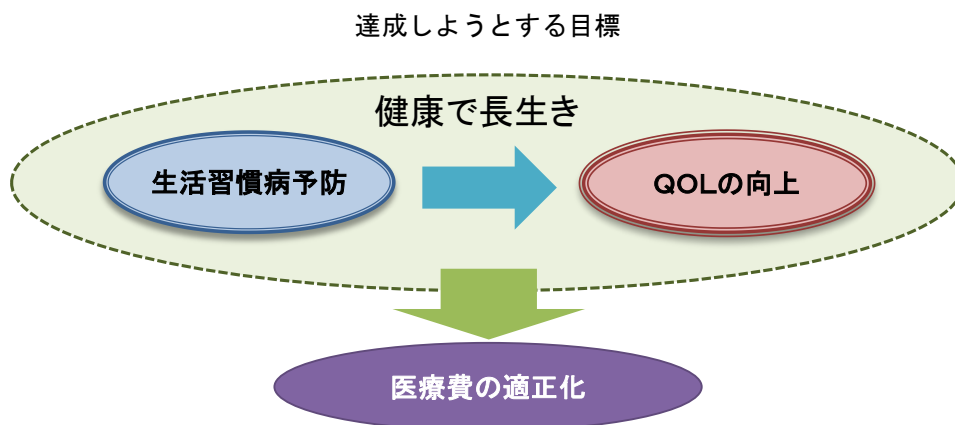 達成しようとする目標
健康で長生き
生活習慣病予防
QOLの向上
医療費の適正化